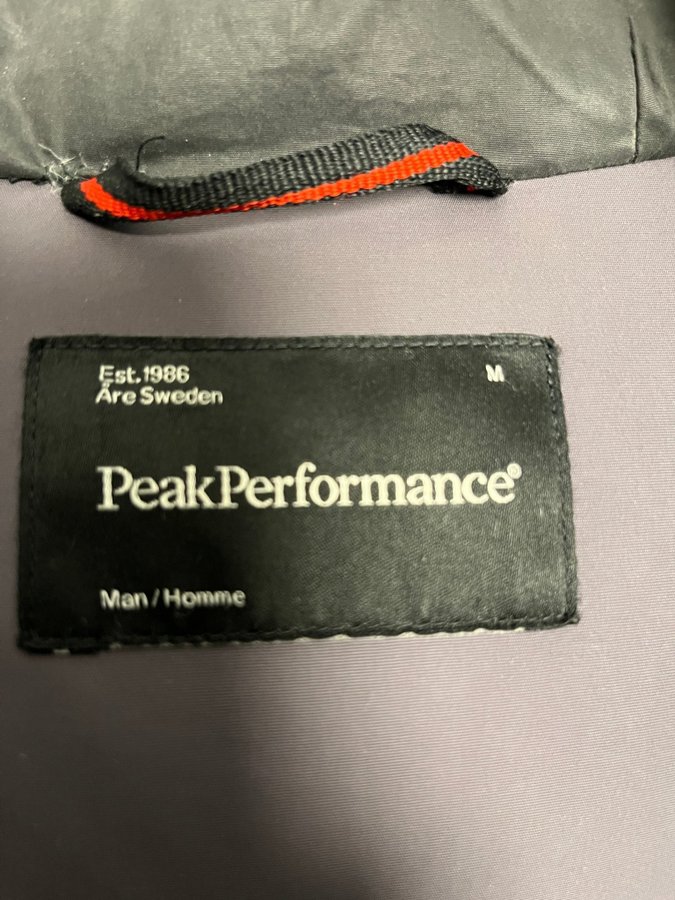 Est. 1986
Åre Sweden
M
PeakPerformance®
Man / Homme